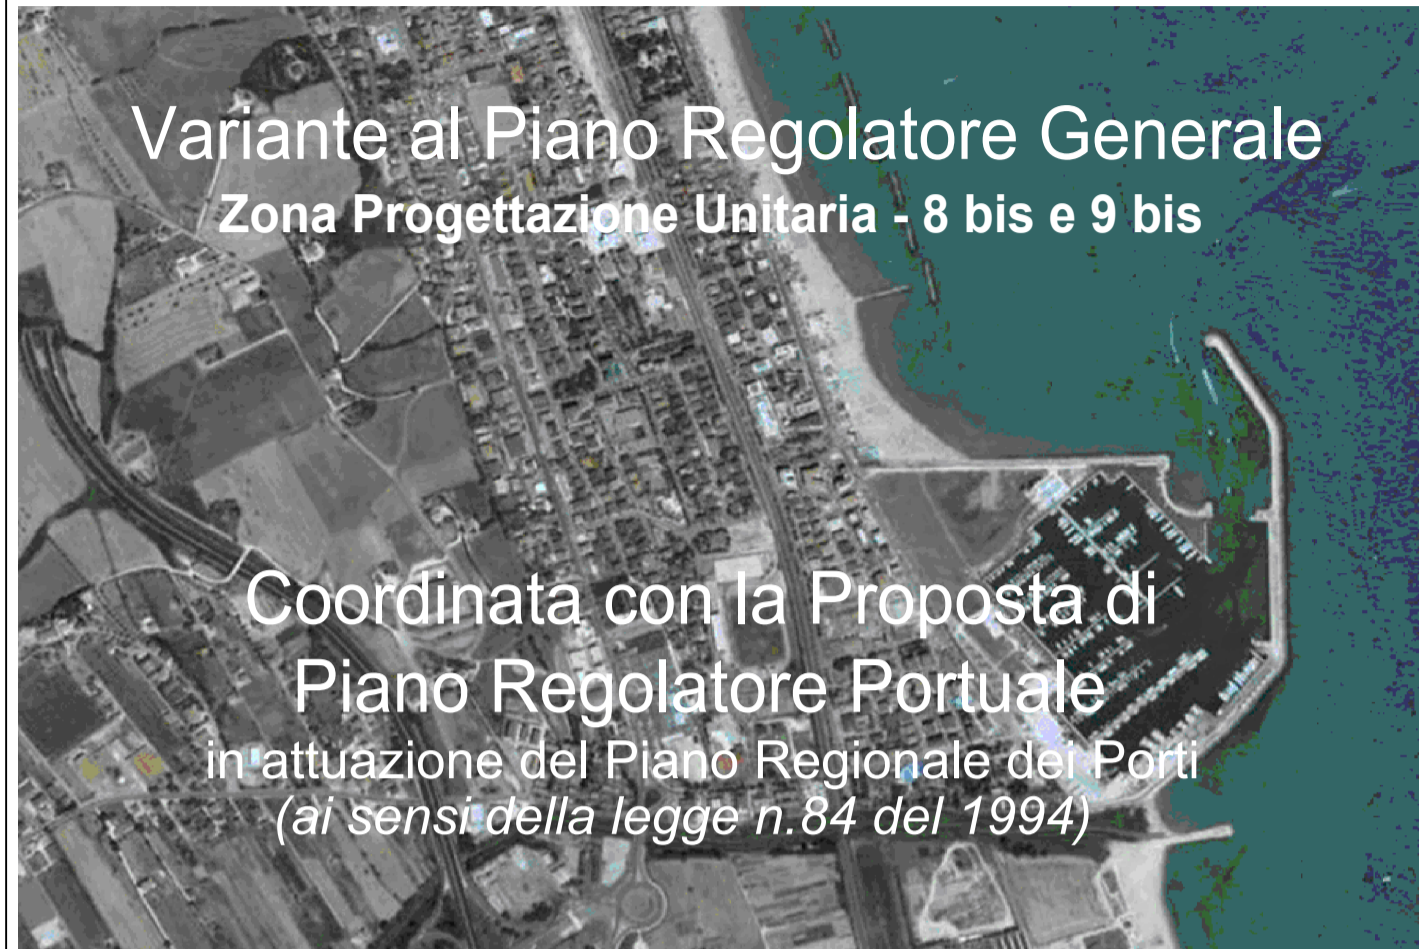 Variante al Piano Regolatore Generale
Zona Progettazione Unitaria - 8 bis e 9 bis
Coordinata con la Proposta di
Piano Regolatore Portuale
in attuazione del Piano Regionale dei Porti
(ai sensi della legge n.84 del 1994)